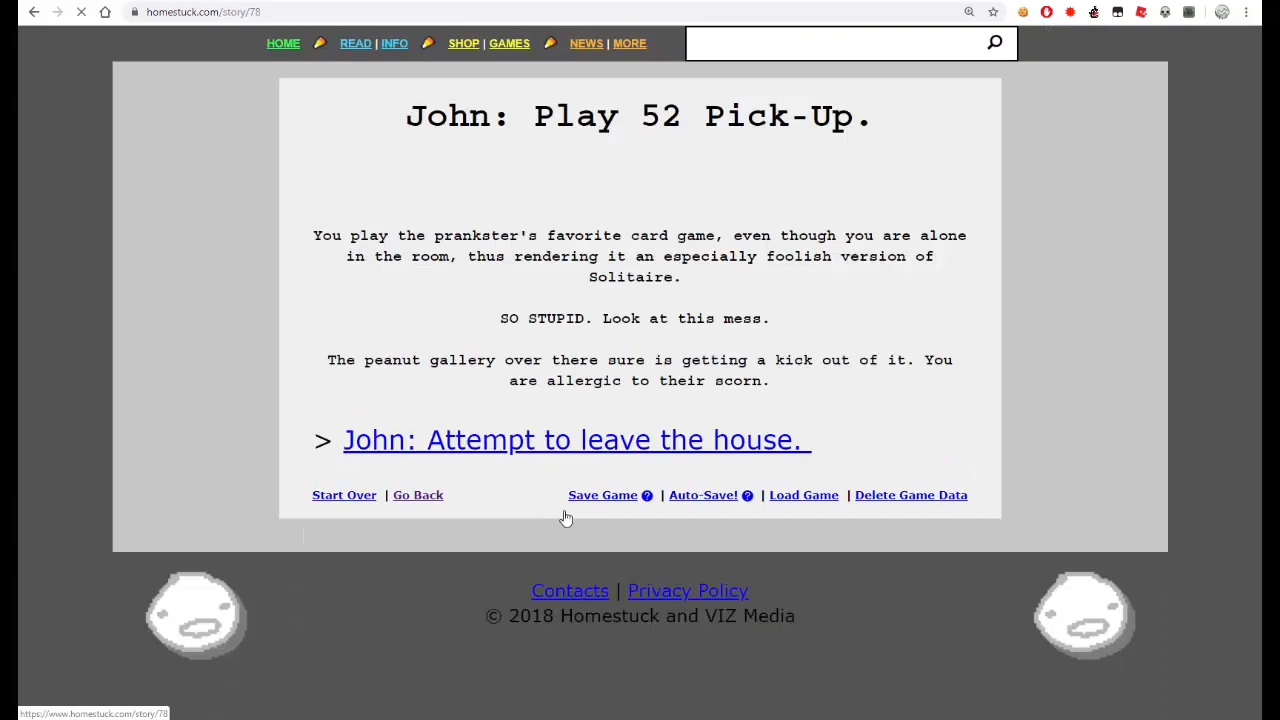 homestuck.com/story/78
HOME READ | INFO SHOP | GAMES NEWS | MORE
John: Play 52 Pick-Up.
You play the prankster's favorite card game, even though you are alone
in the room, thus rendering it an especially foolish version of
Solitaire.
SO STUPID. Look at this mess.
The peanut gallery over there sure is getting a kick out of it. You
are allergic to their scorn.
> John: Attempt to leave the house.
Start Over | Go Back Save Game ? | Auto-Save! ? | Load Game | Delete Game Data
Contacts | Privacy Policy
© 2018 Homestuck and VIZ Media
https://www.homestuck.com/story/78